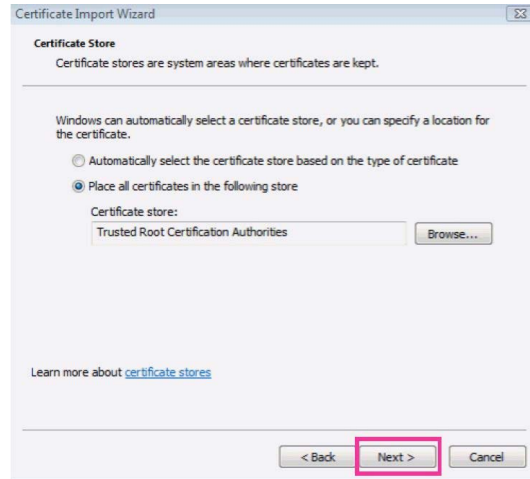 Certificate Import Wizard
Certificate Store
Certificate stores are system areas where certificates are kept.
Windows can automatically select a certificate store, or you can specify a location for
the certificate.
Automatically select the certificate store based on the type of certificate
Place all certificates in the following store
Certificate store:
Trusted Root Certification Authorities
Browse...
Learn more about certificate stores
< Back
Next >
Cancel